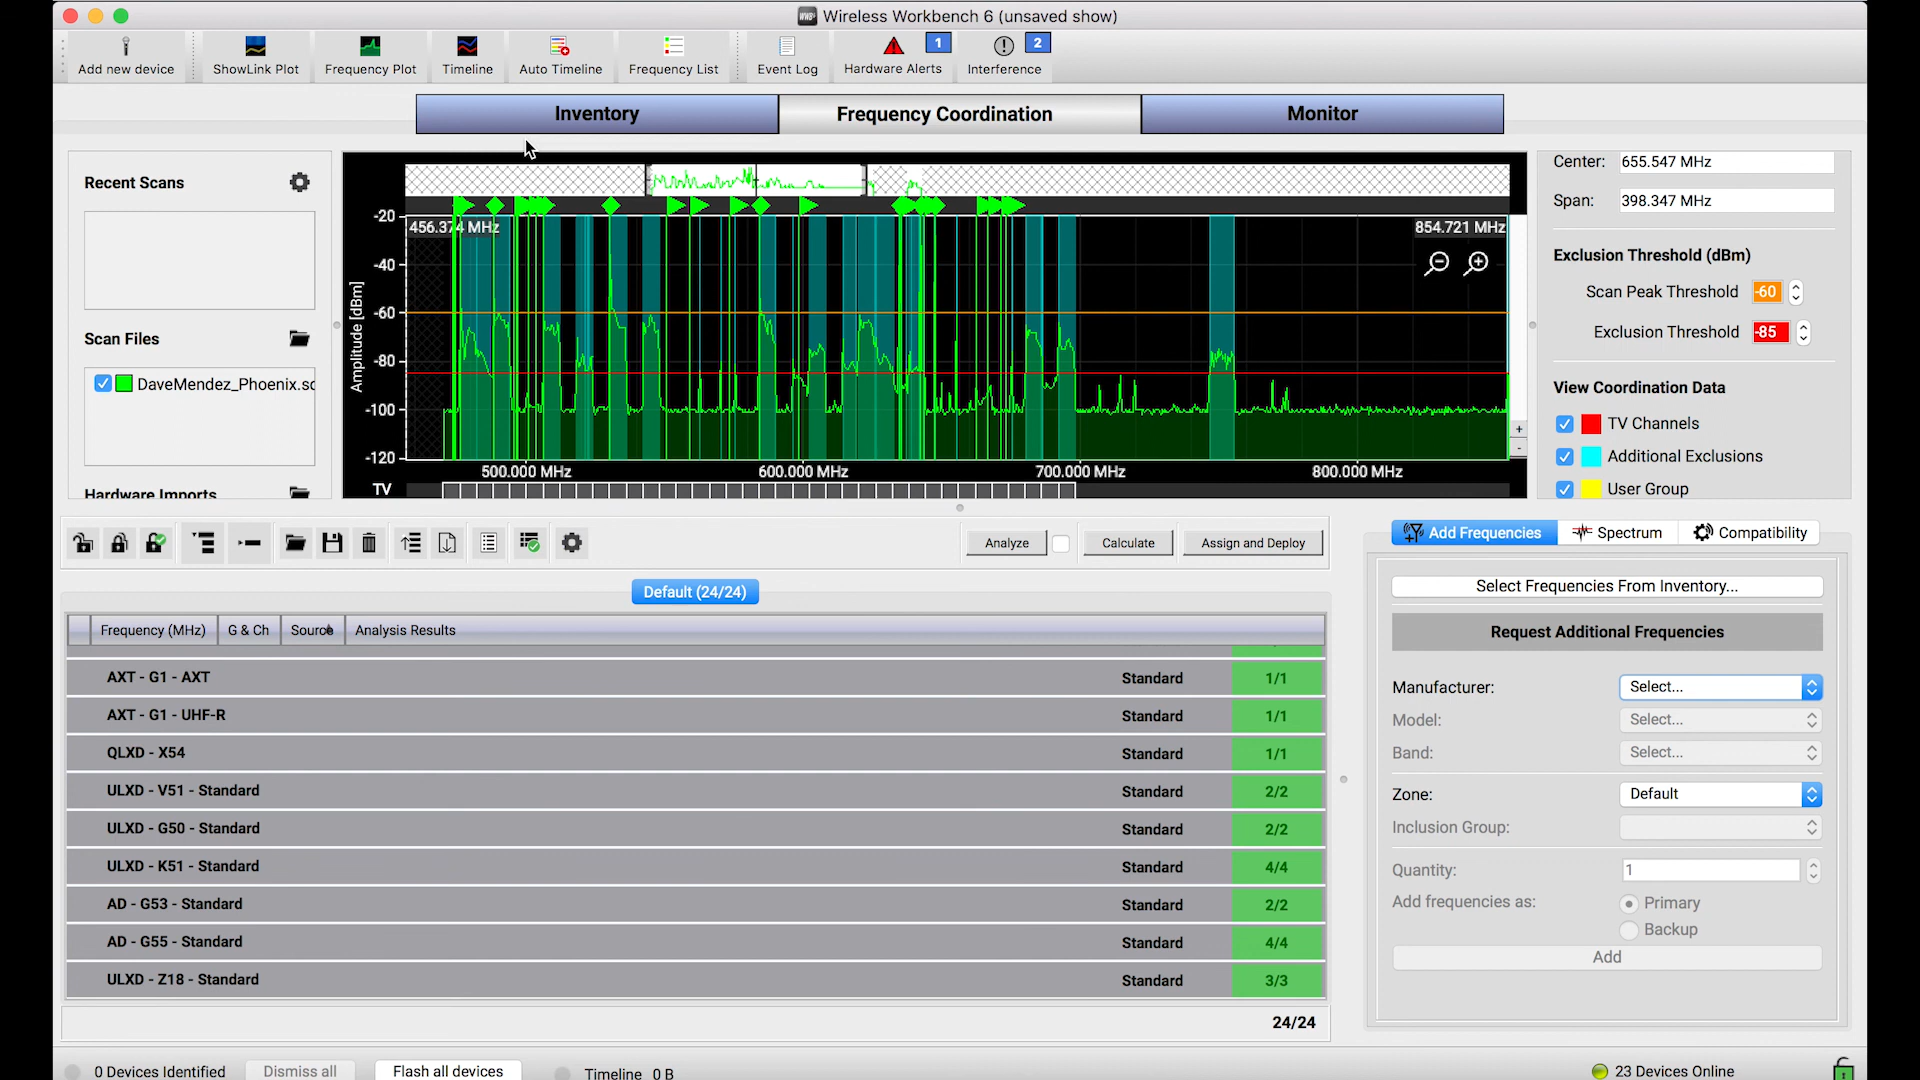 Wireless Workbench 6 (unsaved show)
Add new device
ShowLink Plot
Frequency Plot
Timeline
Auto Timeline
Frequency List
Event Log
Hardware Alerts
1
Interference
2
Inventory
Frequency Coordination
Monitor
Recent Scans
Scan Files
DaveMendez_Phoenix.sc
Hardware Imports
Amplitude [dBm]
-20
-40
-60
-80
-100
-120
456.374 MHz
854.721 MHz
500.000 MHz
600.000 MHz
700.000 MHz
800.000 MHz
TV
+
-
Center: 655.547 MHz
Span: 398.347 MHz
Exclusion Threshold (dBm)
Scan Peak Threshold -60
Exclusion Threshold -85
View Coordination Data
TV Channels
Additional Exclusions
User Group
Analyze
Calculate
Assign and Deploy
Default (24/24)
Frequency (MHz) G & Ch Source Analysis Results
AXT - G1 - AXT Standard 1/1
AXT - G1 - UHF-R Standard 1/1
QLXD - X54 Standard 1/1
ULXD - V51 - Standard Standard 2/2
ULXD - G50 - Standard Standard 2/2
ULXD - K51 - Standard Standard 4/4
AD - G53 - Standard Standard 2/2
AD - G55 - Standard Standard 4/4
ULXD - Z18 - Standard Standard 3/3
24/24
Add Frequencies
Spectrum
Compatibility
Select Frequencies From Inventory...
Request Additional Frequencies
Manufacturer: Select...
Model: Select...
Band: Select...
Zone: Default
Inclusion Group:
Quantity: 1
Add frequencies as: Primary
Backup
Add
0 Devices Identified
Dismiss all
Flash all devices
Timeline 0 B
23 Devices Online